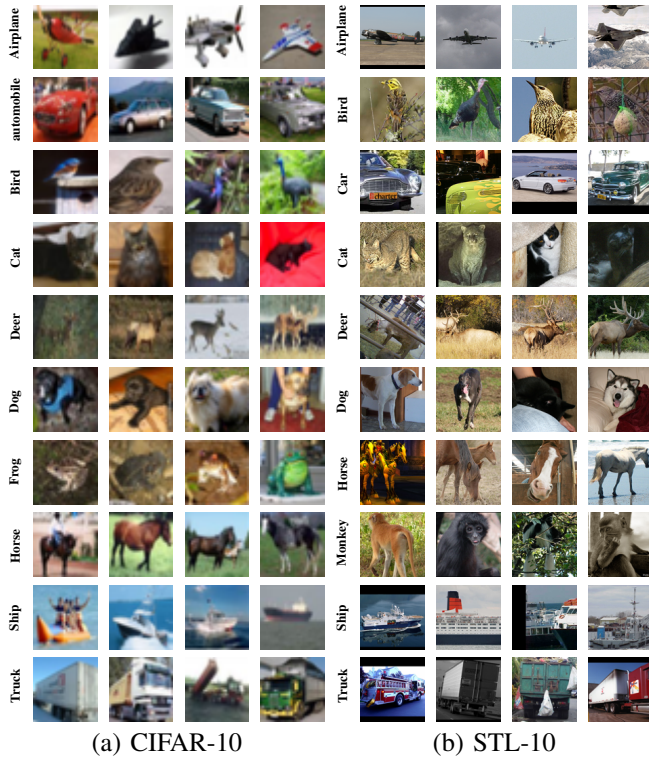 Airplane
automobile
Bird
Cat
Deer
Dog
Frog
Horse
Ship
Truck
(a) CIFAR-10
Airplane
Bird
Car
Cat
Deer
Dog
Horse
Monkey
Ship
Truck
(b) STL-10